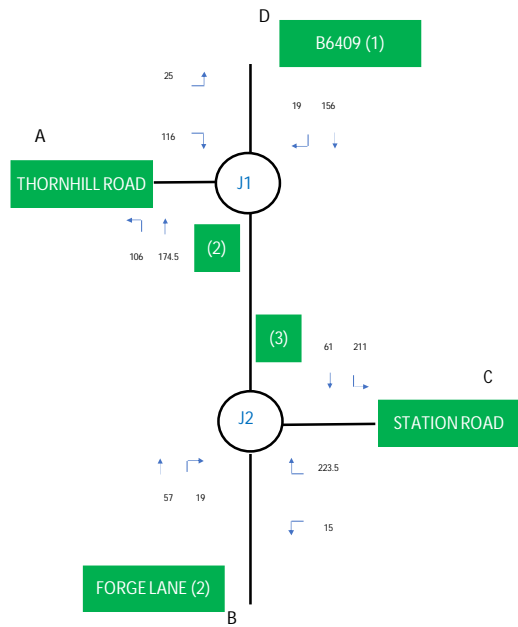 D
B6409 (1)
25
19 156
116
A
J1
THORNHILL ROAD
(2)
106 174.5
(3)
61 211
C
J2
STATION ROAD
223.5
57 19
15
FORGE LANE (2)
B